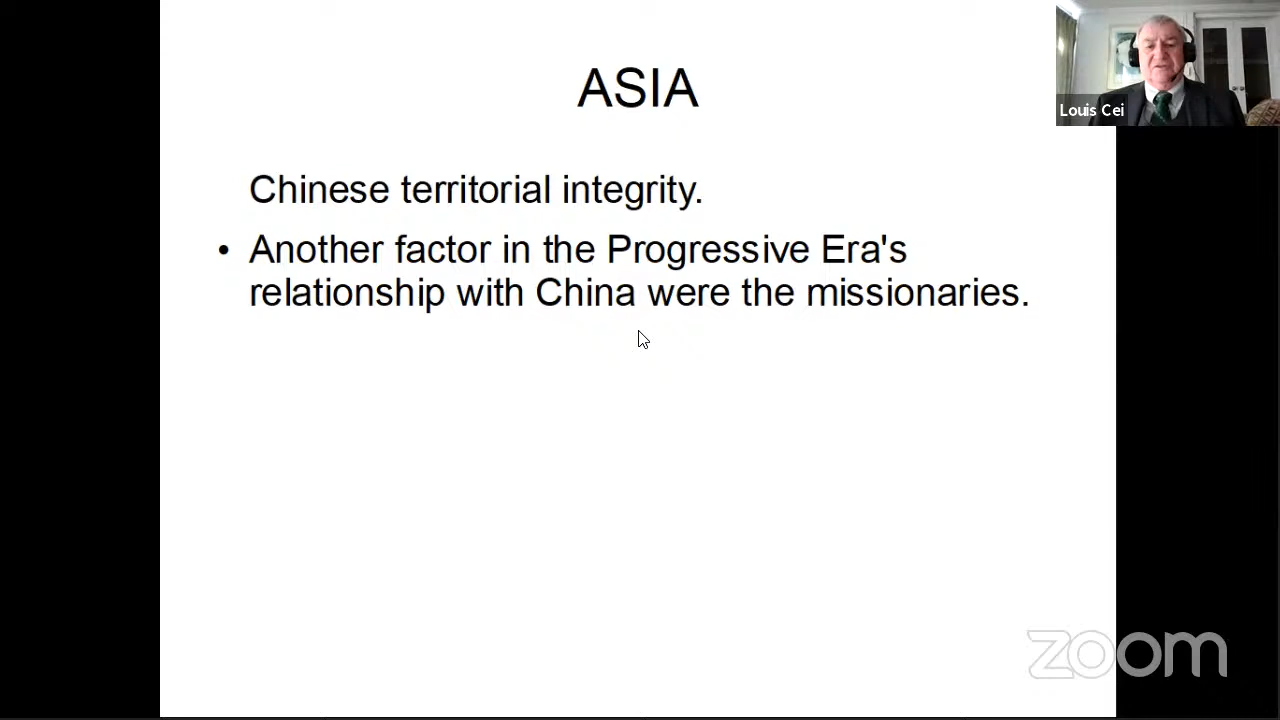 ASIA
Louis Cei
Chinese territorial integrity.
• Another factor in the Progressive Era's
relationship with China were the missionaries.
zoom